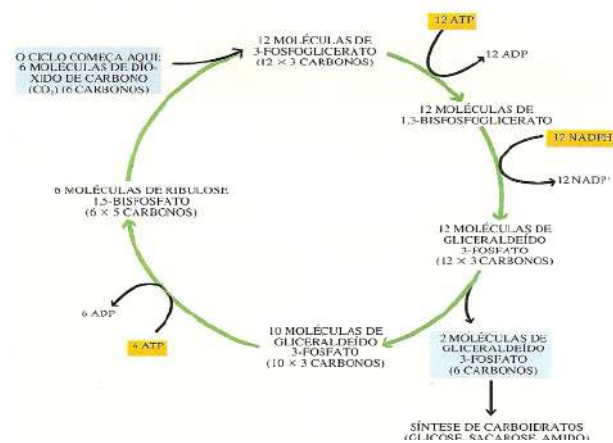 O CICLO COMEÇA AQUI:
6 MOLÉCULAS DE DIÓ-
XIDO DE CARBONO
(CO₂) (6 CARBONOS)
12 MOLÉCULAS DE
3-FOSFOGLICERATO
(12 × 3 CARBONOS)
12 ATP
12 ADP
12 MOLÉCULAS DE
1,3-BISFOSFOGLICERATO
12 NADPH
12 NADP⁺
12 MOLÉCULAS DE
GLICERALDEÍDO
3-FOSFATO
(12 × 3 CARBONOS)
2 MOLÉCULAS DE
GLICERALDEÍDO
3-FOSFATO
(6 CARBONOS)
SÍNTESE DE CARBOIDRATOS
(GLICOSE, SACAROSE, AMIDO)
10 MOLÉCULAS DE
GLICERALDEÍDO
3-FOSFATO
(10 × 3 CARBONOS)
6 ATP
6 ADP
6 MOLÉCULAS DE RIBULOSE
1,5-BISFOSFATO
(6 × 5 CARBONOS)